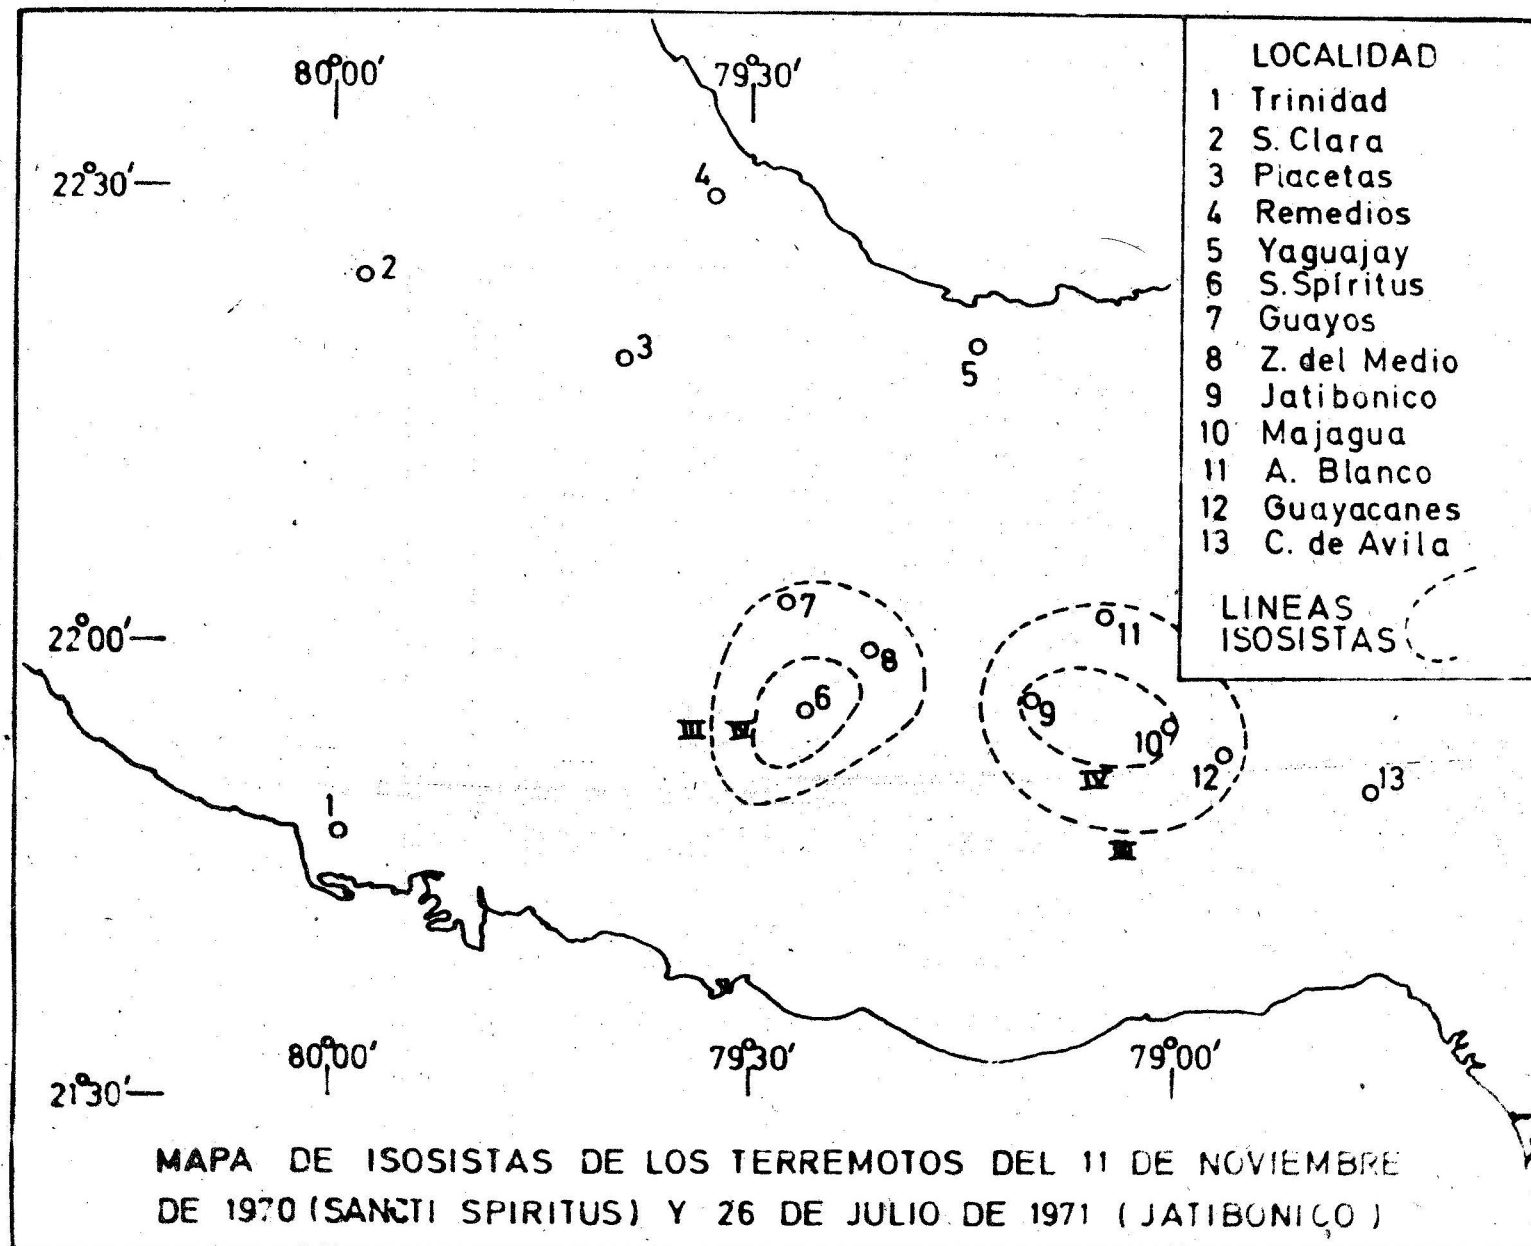 80°00′ 79°30′
22°30′
4
2
3
5
7
22°00′
8
11
6
9
III IV
10
12
IV
13
1
III
80°00′ 79°30′ 79°00′
21°30′
LOCALIDAD
1 Trinidad
2 S. Clara
3 Placetas
4 Remedios
5 Yaguajay
6 S. Spíritus
7 Guayos
8 Z. del Medio
9 Jatibonico
10 Majagua
11 A. Blanco
12 Guayacanes
13 C. de Avila
LINEAS
ISOSISTAS
MAPA DE ISOSISTAS DE LOS TERREMOTOS DEL 11 DE NOVIEMBRE
DE 1970 (SANCTI SPIRITUS) Y 26 DE JULIO DE 1971 (JATIBONICO)